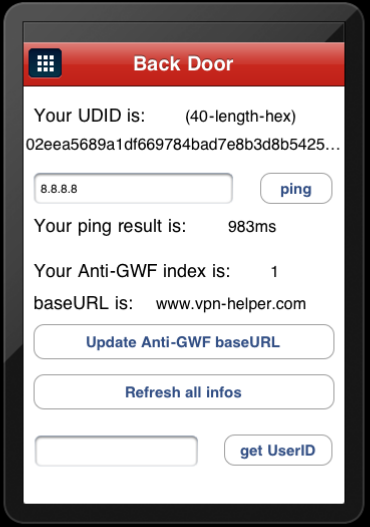 Back Door
Your UDID is: (40-length-hex)
02eea5689a1df669784bad7e8b3d8b5425...
8.8.8.8 ping
Your ping result is: 983ms
Your Anti-GWF index is: 1
baseURL is: www.vpn-helper.com
Update Anti-GWF baseURL
Refresh all infos
get UserID